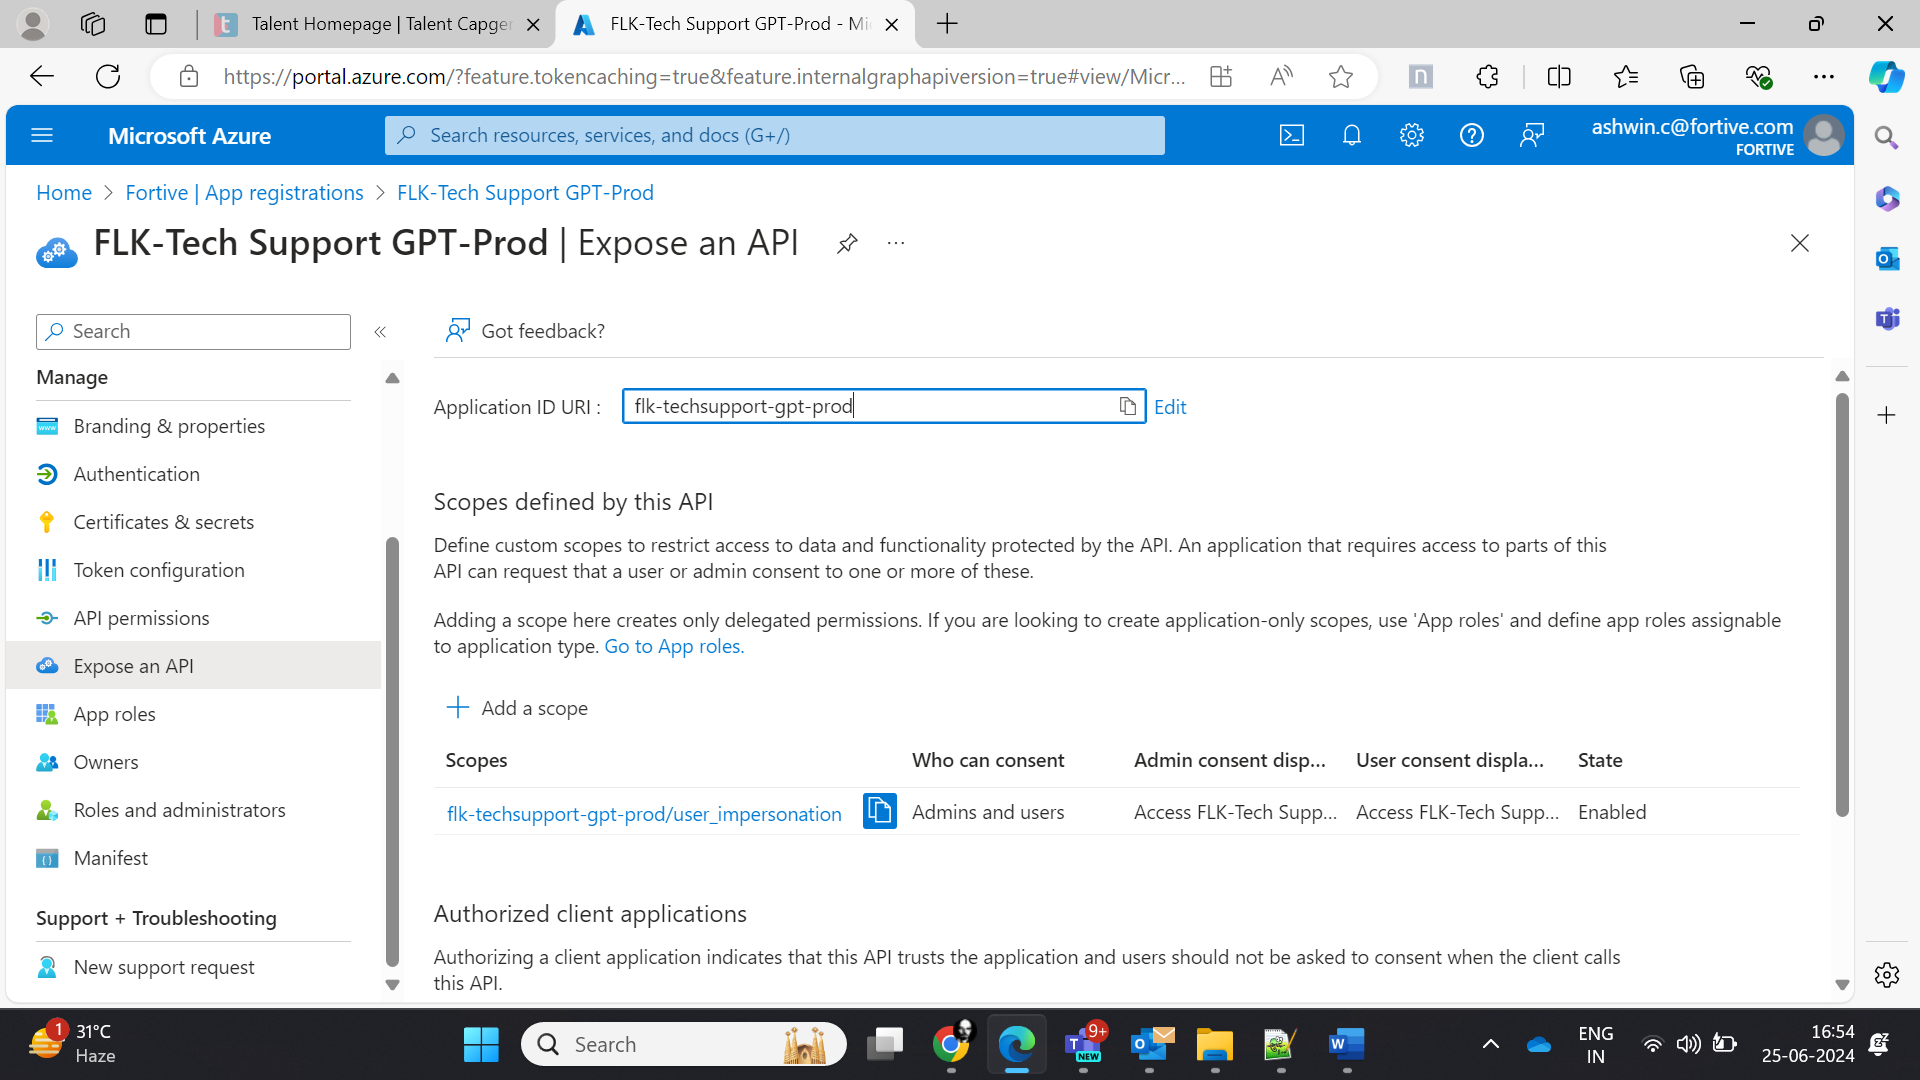 Talent Homepage | Talent Capger
FLK-Tech Support GPT-Prod - Mi
https://portal.azure.com/?feature.tokencaching=true&feature.internalgraphapiversion=true#view/Micr...
Microsoft Azure
Search resources, services, and docs (G+/)
ashwin.c@fortive.com
FORTIVE
Home > Fortive | App registrations > FLK-Tech Support GPT-Prod
FLK-Tech Support GPT-Prod | Expose an API
Search
Got feedback?
Manage
Branding & properties
Authentication
Certificates & secrets
Token configuration
API permissions
Expose an API
App roles
Owners
Roles and administrators
Manifest
Support + Troubleshooting
New support request
Application ID URI :
flk-techsupport-gpt-prod
Edit
Scopes defined by this API
Define custom scopes to restrict access to data and functionality protected by the API. An application that requires access to parts of this
API can request that a user or admin consent to one or more of these.
Adding a scope here creates only delegated permissions. If you are looking to create application-only scopes, use 'App roles' and define app roles assignable
to application type. Go to App roles.
Add a scope
Scopes Who can consent Admin consent disp... User consent displa... State
flk-techsupport-gpt-prod/user_impersonation Admins and users Access FLK-Tech Supp... Access FLK-Tech Supp... Enabled
Authorized client applications
Authorizing a client application indicates that this API trusts the application and users should not be asked to consent when the client calls
this API.
1
31°C
Haze
Search
9+
NEW
ENG
IN
16:54
25-06-2024